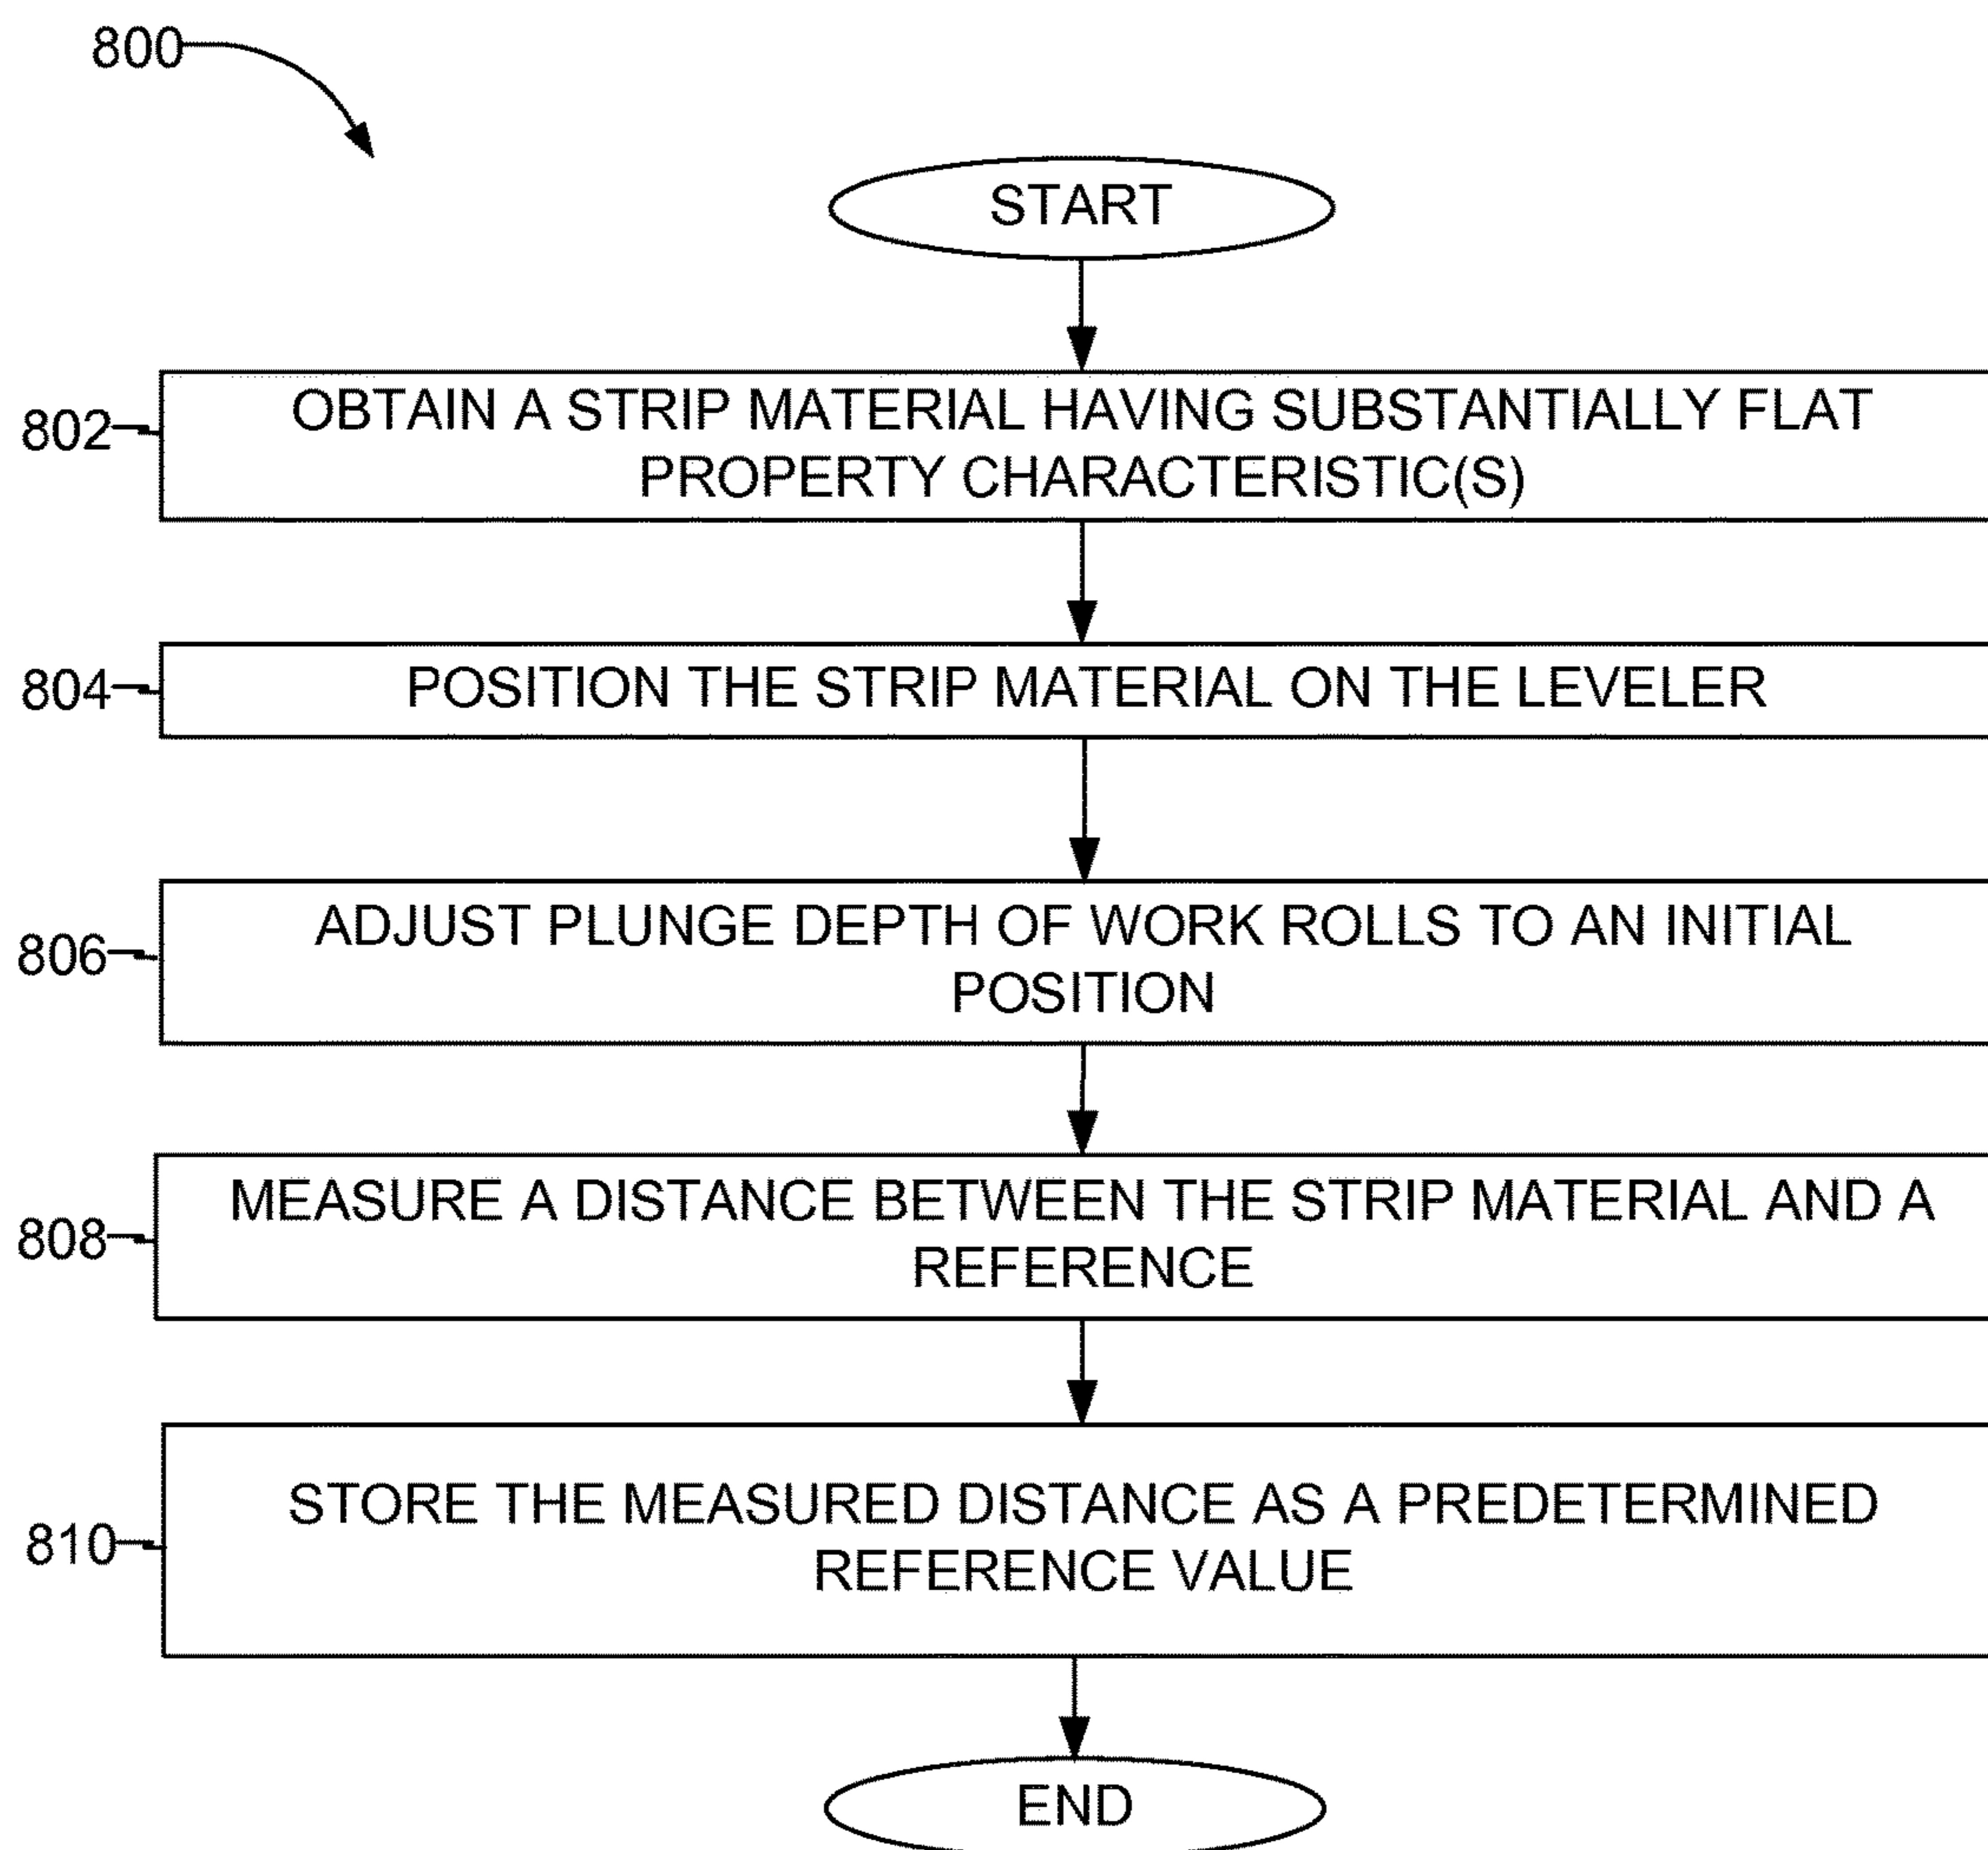 800
START
802
OBTAIN A STRIP MATERIAL HAVING SUBSTANTIALLY FLAT
PROPERTY CHARACTERISTIC(S)
804
POSITION THE STRIP MATERIAL ON THE LEVELER
806
ADJUST PLUNGE DEPTH OF WORK ROLLS TO AN INITIAL
POSITION
808
MEASURE A DISTANCE BETWEEN THE STRIP MATERIAL AND A
REFERENCE
810
STORE THE MEASURED DISTANCE AS A PREDETERMINED
REFERENCE VALUE
END